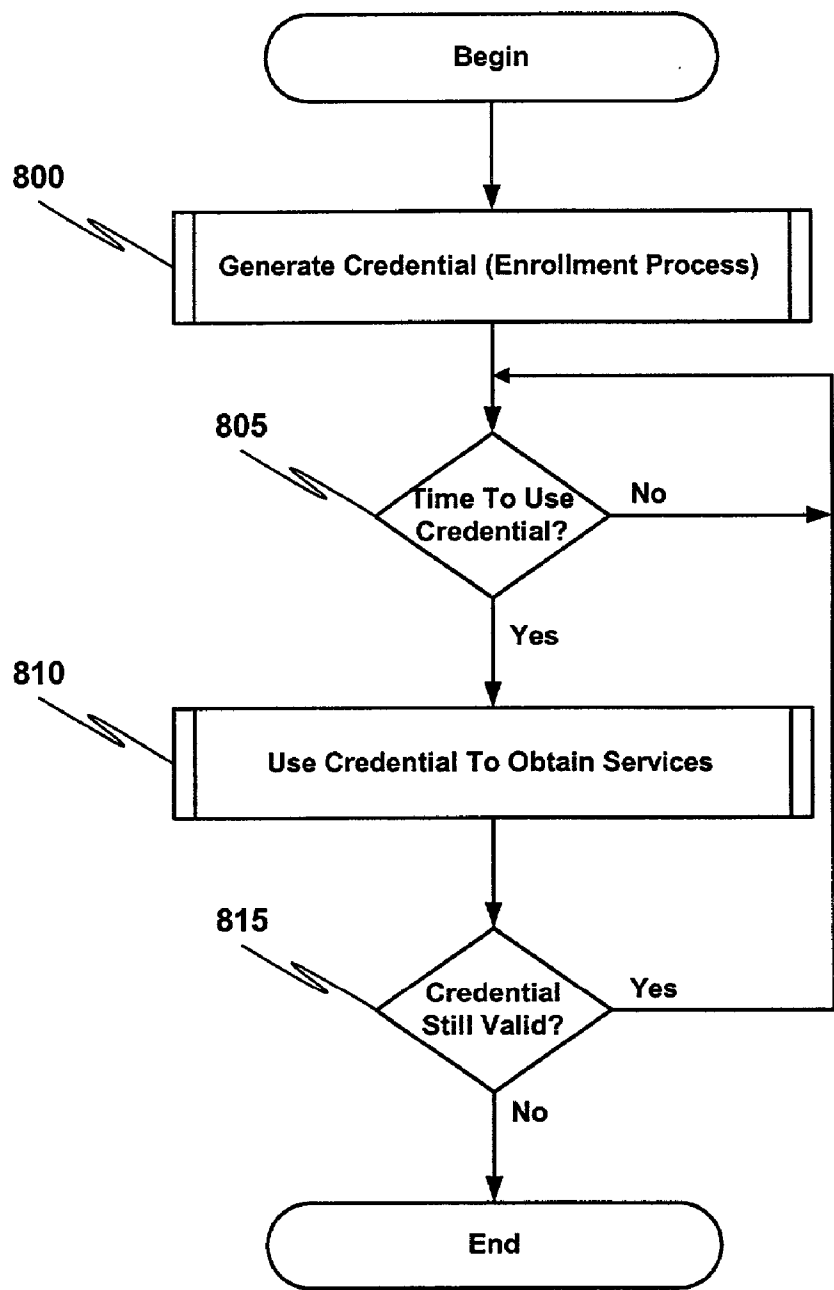 Begin
800
Generate Credential (Enrollment Process)
805
Time To Use
Credential?
No
Yes
810
Use Credential To Obtain Services
815
Credential
Still Valid?
Yes
No
End